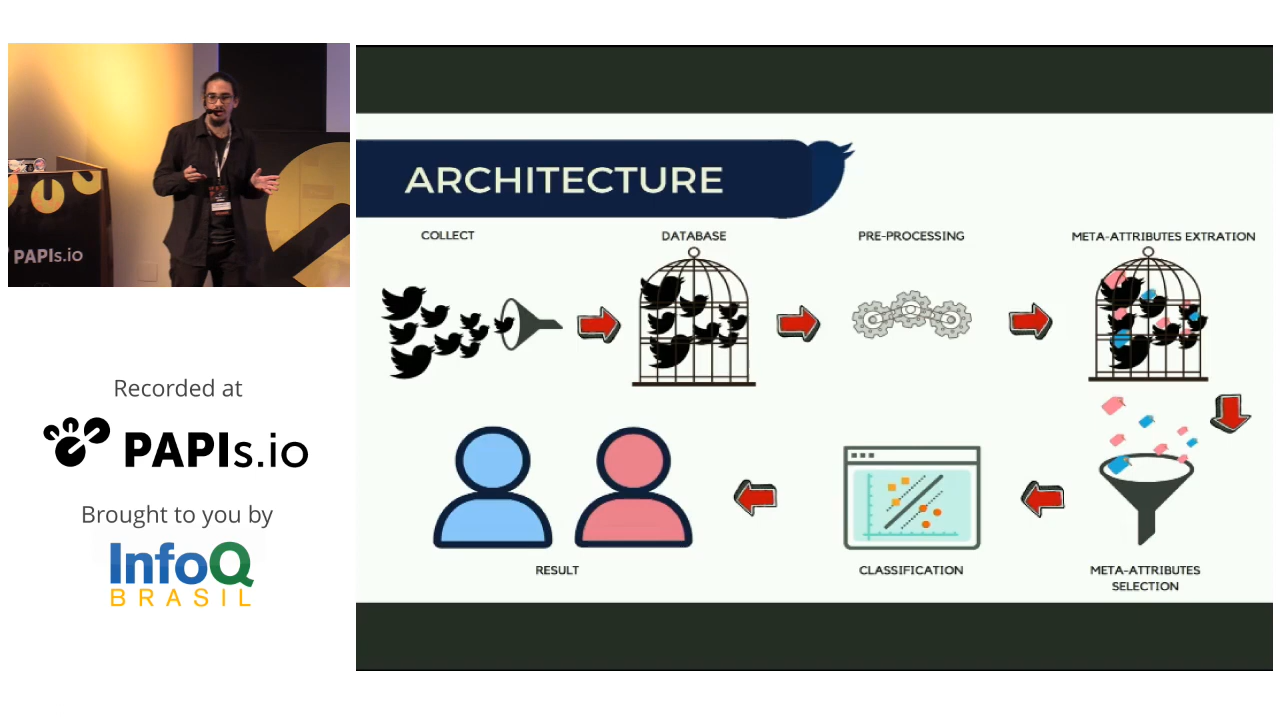 PAPIs.io
Recorded at
PAPIs.io
Brought to you by
InfoQ
BRASIL
ARCHITECTURE
COLLECT
DATABASE
PRE-PROCESSING
META-ATTRIBUTES EXTRATION
RESULT
CLASSIFICATION
META-ATTRIBUTES
SELECTION